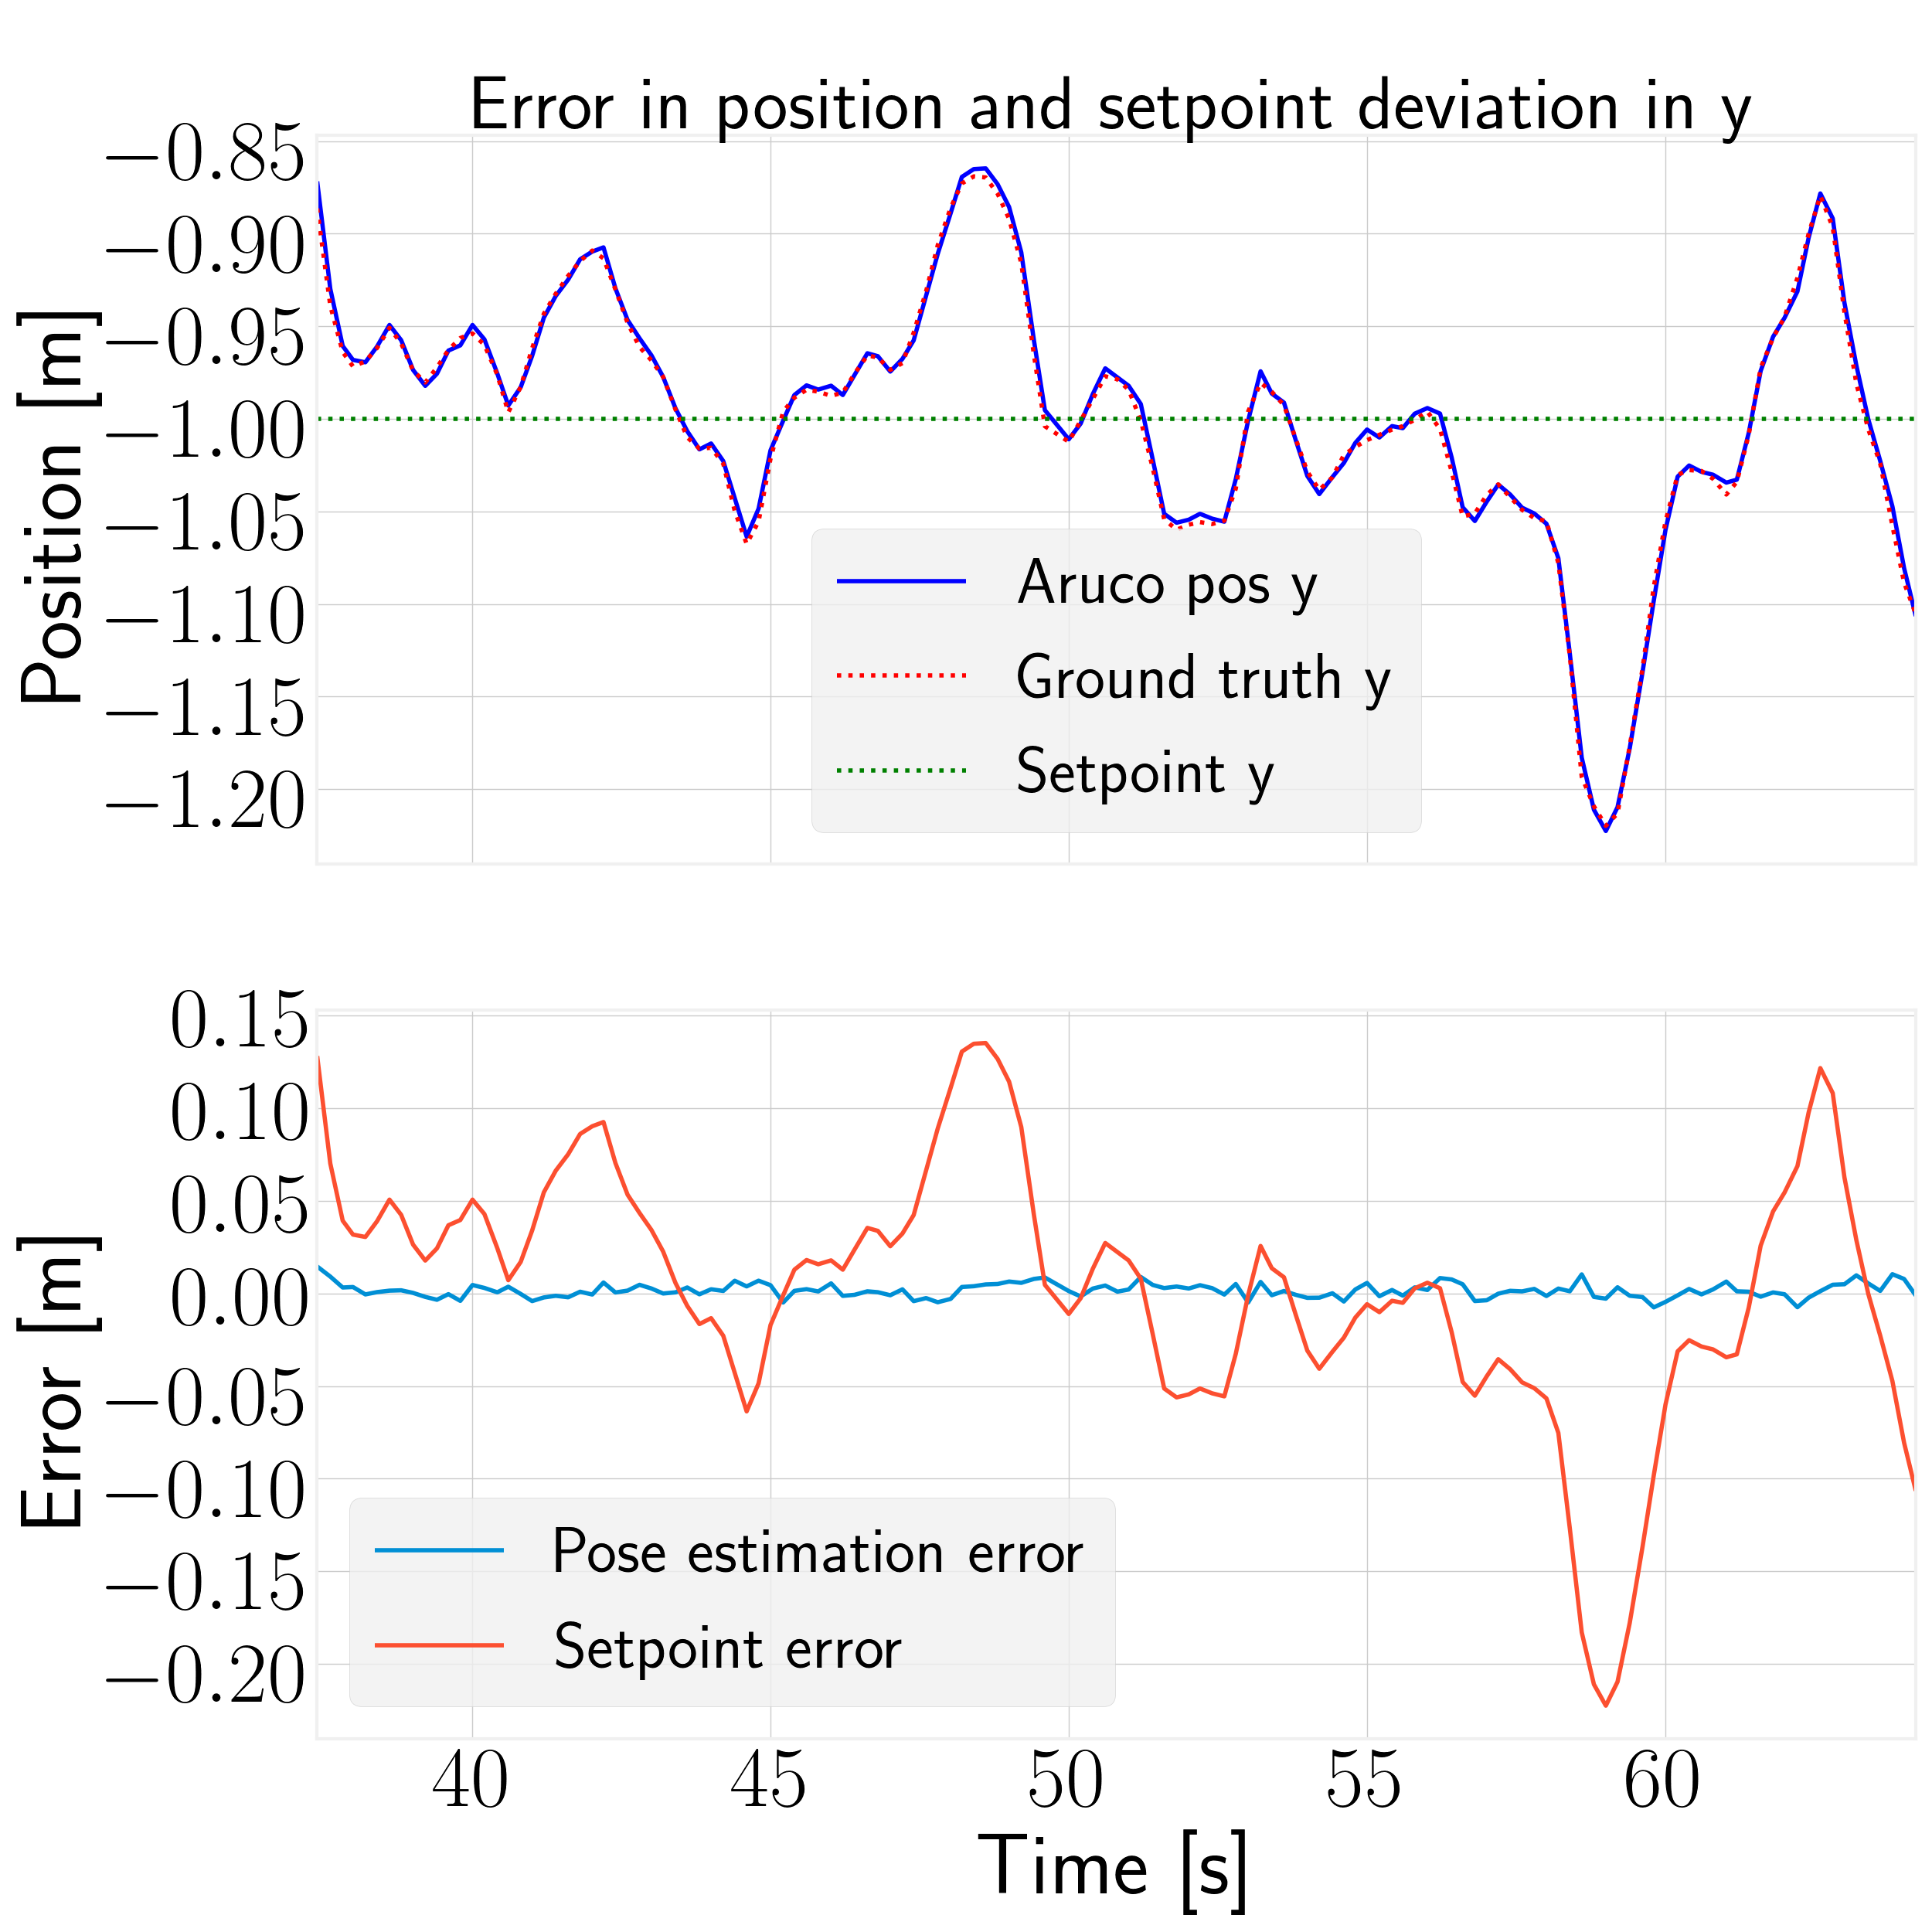 Error in position and setpoint deviation in y
Position [m]
−0.85
−0.90
−0.95
−1.00
−1.05
−1.10
−1.15
−1.20
Aruco pos y
Ground truth y
Setpoint y
Error [m]
0.15
0.10
0.05
0.00
−0.05
−0.10
−0.15
−0.20
Pose estimation error
Setpoint error
40 45 50 55 60
Time [s]